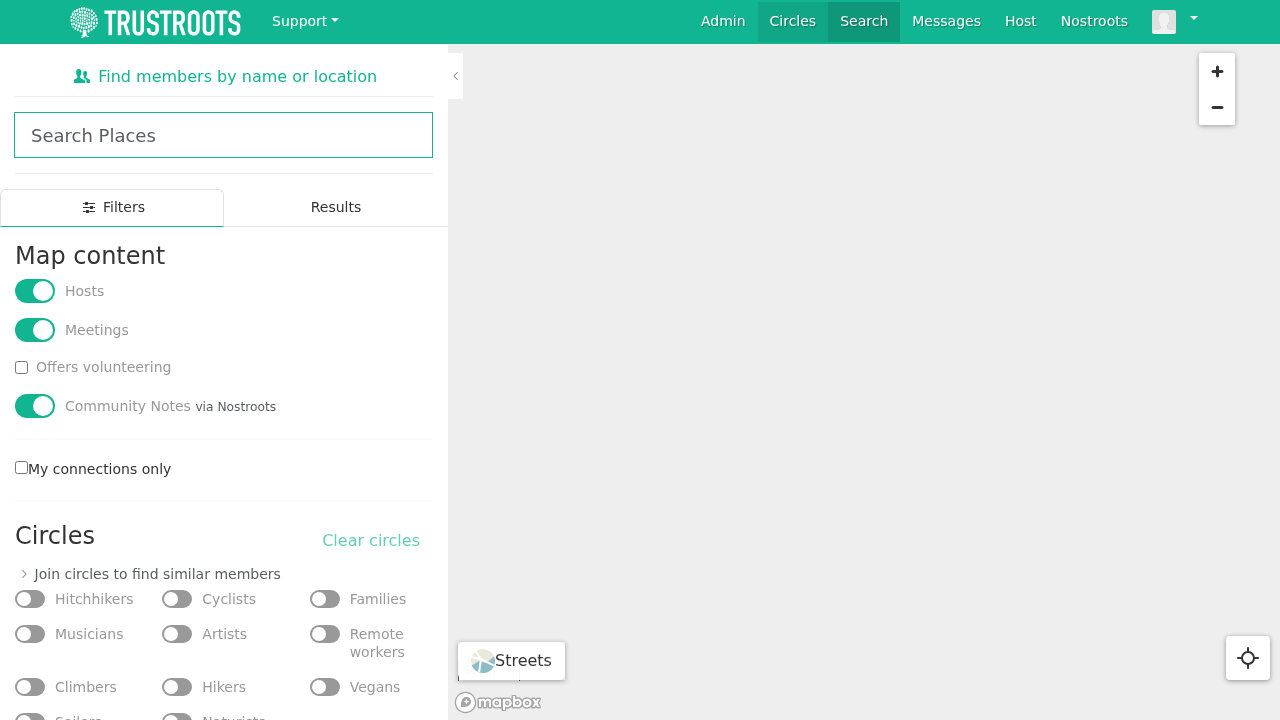 TRUSTROOTS
Support
Admin
Circles
Search
Messages
Host
Nostroots
Find members by name or location
Search Places
Filters
Results
Map content
Hosts
Meetings
Offers volunteering
Community Notes via Nostroots
My connections only
Circles
Clear circles
Join circles to find similar members
Hitchhikers
Cyclists
Families
Musicians
Artists
Remote
workers
Climbers
Hikers
Vegans
Sailors
Naturists
Streets
mapbox